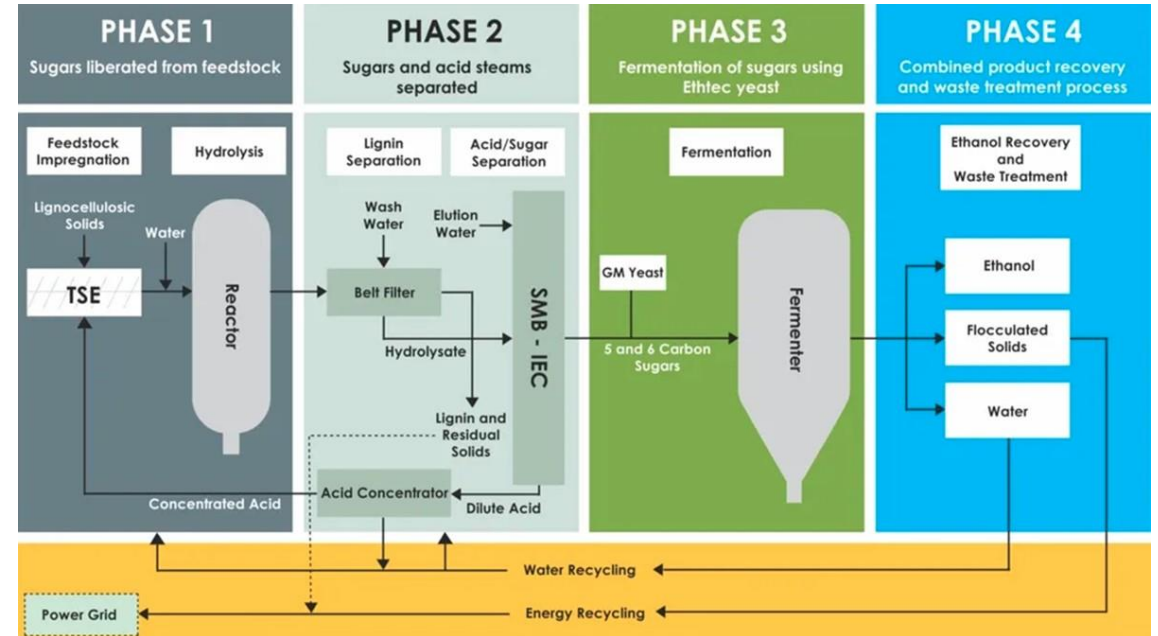 PHASE 1
Sugars liberated from feedstock
PHASE 2
Sugars and acid steams
separated
PHASE 3
Fermentation of sugars using
Ethtec yeast
PHASE 4
Combined product recovery
and waste treatment process
Feedstock
Impregnation
Hydrolysis
Lignocellulosic
Solids
Water
TSE
Reactor
Concentrated Acid
Lignin
Separation
Acid/Sugar
Separation
Wash
Water
Elution
Water
Belt Filter
Hydrolysate
SMB - IEC
Lignin and
Residual
Solids
Acid Concentrator
Dilute Acid
Fermentation
GM Yeast
5 and 6 Carbon
Sugars
Fermenter
Ethanol Recovery
and
Waste Treatment
Ethanol
Flocculated
Solids
Water
Water Recycling
Energy Recycling
Power Grid